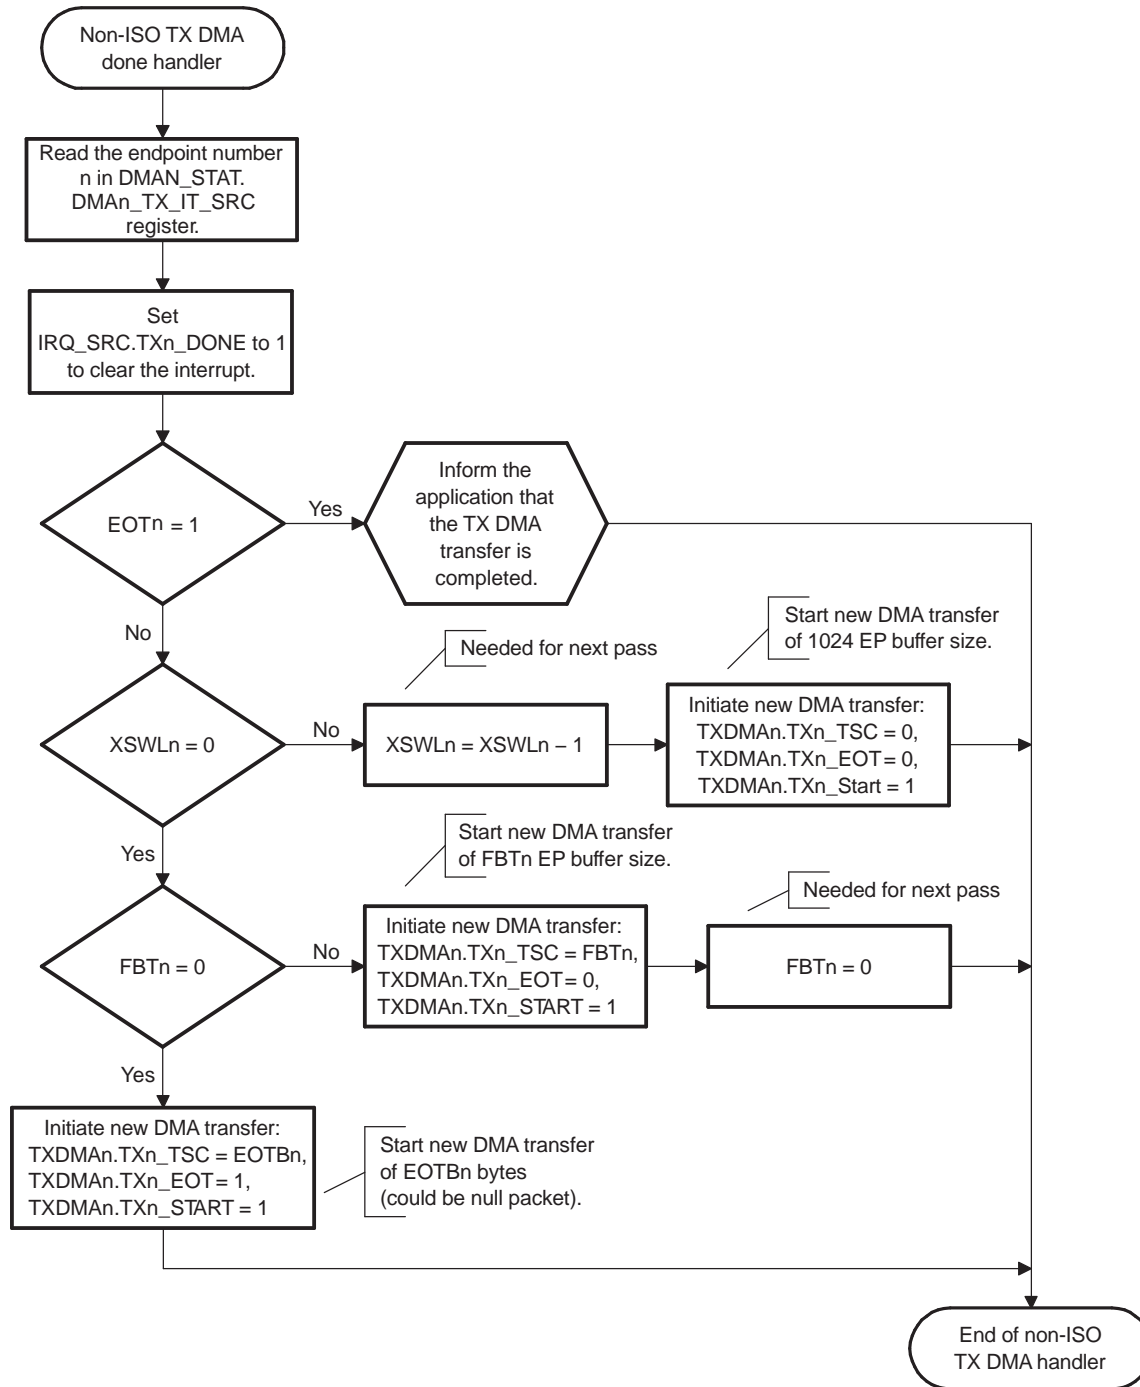 Non-ISO TX DMA
done handler
Read the endpoint number
n in DMAN_STAT.
DMAn_TX_IT_SRC
register.
Set
IRQ_SRC.TXn_DONE to 1
to clear the interrupt.
EOTn = 1
Yes
Inform the
application that
the TX DMA
transfer is
completed.
No
Needed for next pass
Start new DMA transfer
of 1024 EP buffer size.
XSWLn = 0
No
XSWLn = XSWLn – 1
Initiate new DMA transfer:
TXDMAn.TXn_TSC = 0,
TXDMAn.TXn_EOT = 0,
TXDMAn.TXn_Start = 1
Yes
Start new DMA transfer
of FBTn EP buffer size.
Needed for next pass
FBTn = 0
No
Initiate new DMA transfer:
TXDMAn.TXn_TSC = FBTn,
TXDMAn.TXn_EOT = 0,
TXDMAn.TXn_START = 1
FBTn = 0
Yes
Initiate new DMA transfer:
TXDMAn.TXn_TSC = EOTBn,
TXDMAn.TXn_EOT = 1,
TXDMAn.TXn_START = 1
Start new DMA transfer
of EOTBn bytes
(could be null packet).
End of non-ISO
TX DMA handler